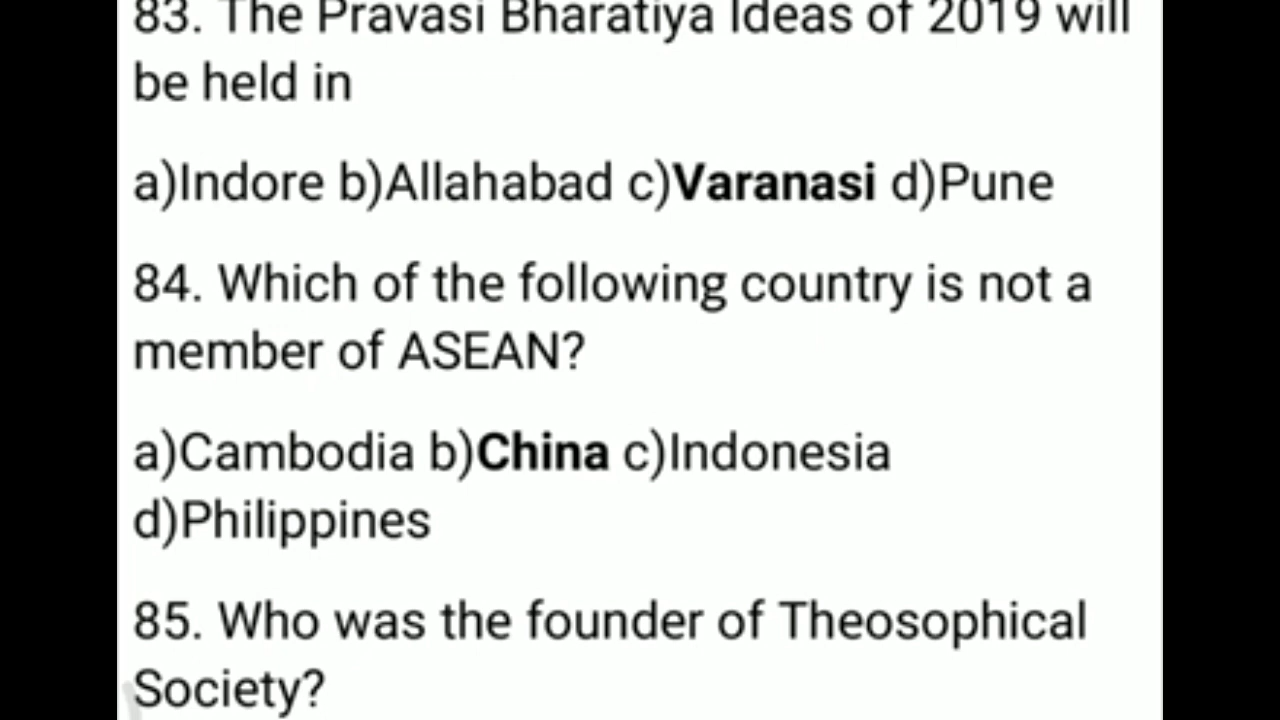 83. The Pravasi Bharatiya Ideas of 2019 will
be held in
a)Indore b)Allahabad c)Varanasi d)Pune
84. Which of the following country is not a
member of ASEAN?
a)Cambodia b)China c)Indonesia
d)Philippines
85. Who was the founder of Theosophical
Society?